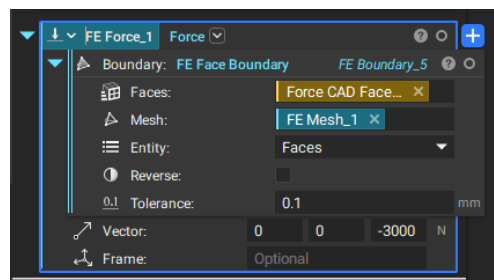 FE Force_1 Force
Boundary: FE Face Boundary FE Boundary_5
Faces: Force CAD Face...
Mesh: FE Mesh_1
Entity: Faces
Reverse:
0.1 Tolerance: 0.1 mm
Vector: 0 0 -3000 N
Frame: Optional